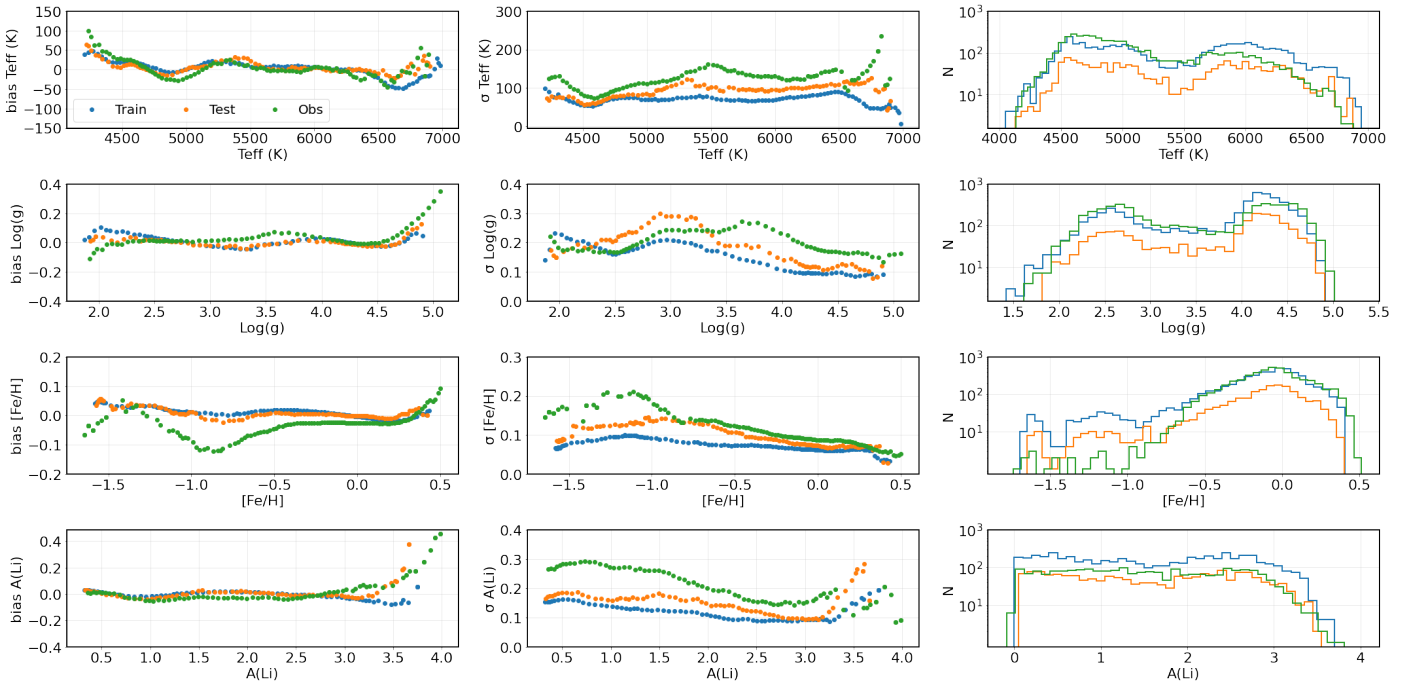 150
100
50
0
−50
−100
−150
bias Teff (K)
Train
Test
Obs
4500 5000 5500 6000 6500 7000
Teff (K)
300
200
100
0
σ Teff (K)
4500 5000 5500 6000 6500 7000
Teff (K)
10³
10²
10¹
N
4000 4500 5000 5500 6000 6500 7000
Teff (K)
0.4
0.2
0.0
−0.2
−0.4
bias Log(g)
2.0 2.5 3.0 3.5 4.0 4.5 5.0
Log(g)
0.4
0.3
0.2
0.1
0.0
σ Log(g)
2.0 2.5 3.0 3.5 4.0 4.5 5.0
Log(g)
10³
10²
10¹
N
1.5 2.0 2.5 3.0 3.5 4.0 4.5 5.0 5.5
Log(g)
0.2
0.1
0.0
−0.1
−0.2
bias [Fe/H]
−1.5 −1.0 −0.5 0.0 0.5
[Fe/H]
0.3
0.2
0.1
0.0
σ [Fe/H]
−1.5 −1.0 −0.5 0.0 0.5
[Fe/H]
10³
10²
10¹
N
−1.5 −1.0 −0.5 0.0 0.5
[Fe/H]
0.4
0.2
0.0
−0.2
−0.4
bias A(Li)
0.5 1.0 1.5 2.0 2.5 3.0 3.5 4.0
A(Li)
0.4
0.3
0.2
0.1
0.0
σ A(Li)
0.5 1.0 1.5 2.0 2.5 3.0 3.5 4.0
A(Li)
10³
10²
10¹
N
0 1 2 3 4
A(Li)